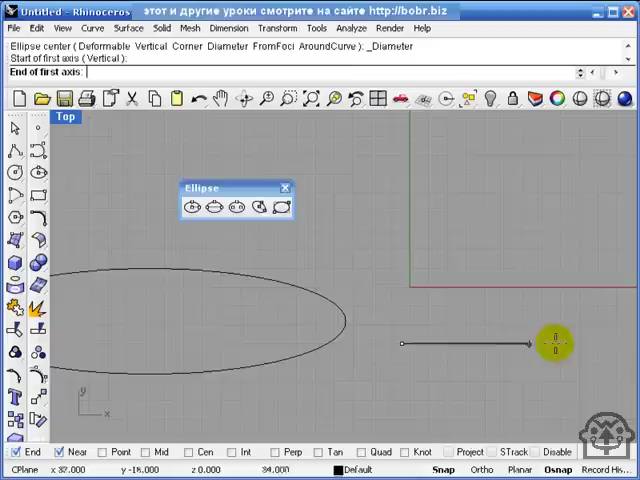 Untitled - Rhinoceros
этот и другие уроки смотрите на сайте http://bobr.biz
File Edit View Curve Surface Solid Mesh Dimension Transform Tools Analyze Render Help
Ellipse center ( Deformable Vertical Corner Diameter FromFoci AroundCurve ): _Diameter
Start of first axis ( Vertical ):
End of first axis:
Top
Ellipse
y
x
End Near Point Mid Cen Int Perp Tan Quad Knot Project STrack Disable
CPlane x 37.000 y -18.000 z 0.000 34.000 Default Snap Ortho Planar Osnap Record His...